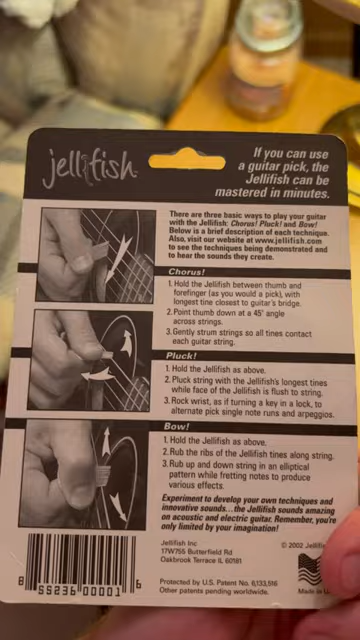 jellifish
If you can use
a guitar pick, the
Jellifish can be
mastered in minutes.
There are three basic ways to play your guitar
with the Jellifish: Chorus! Pluck! and Bow!
Below is a brief description of each technique.
Also, visit our website at www.jellifish.com
to see the techniques being demonstrated and
to hear the sounds they create.
Chorus!
1. Hold the Jellifish between thumb and
forefinger (as you would a pick), with
longest tine closest to guitar's bridge.
2. Point thumb down at a 45° angle
across strings.
3. Gently strum strings so all tines contact
each guitar string.
Pluck!
1. Hold the Jellifish as above.
2. Pluck string with the Jellifish's longest tines
while face of the Jellifish is flush to string.
3. Rock wrist, as if turning a key in a lock, to
alternate pick single note runs and arpeggios.
Bow!
1. Hold the Jellifish as above.
2. Rub the ribs of the Jellifish tines along string.
3. Rub up and down string in an elliptical
pattern while fretting notes to produce
various effects.
Experiment to develop your own techniques and
innovative sounds...the Jellifish sounds amazing
on acoustic and electric guitar. Remember, you're
only limited by your imagination!
Jellifish Inc
17W755 Butterfield Rd
Oakbrook Terrace IL 60181
© 2002 Jellifi
Protected by U.S. Patent No. 6,133,516
Other patents pending worldwide.
Made in
8 55236 00001 6